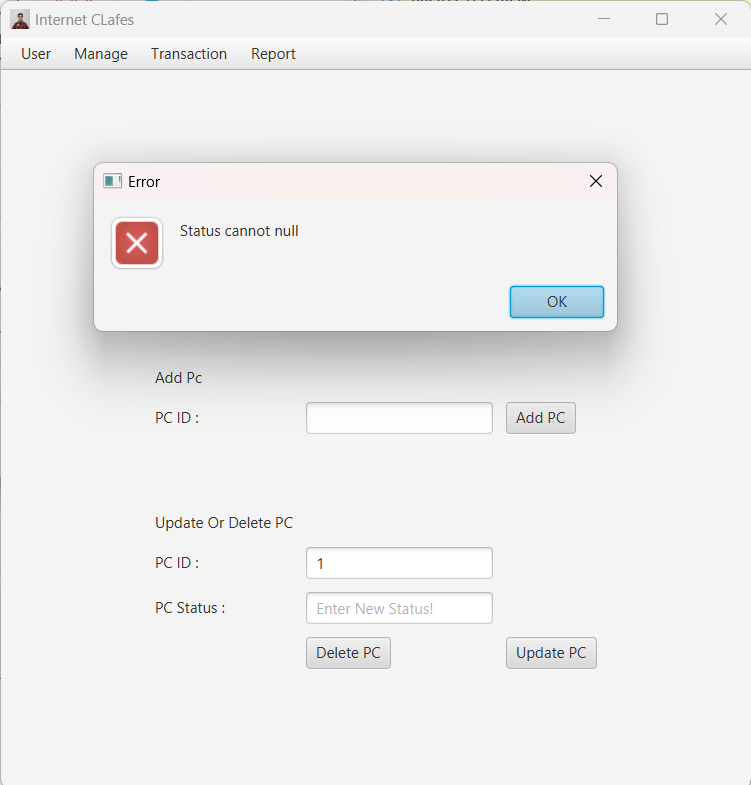 Internet CLafes
User Manage Transaction Report
Error
Status cannot null
OK
Add Pc
PC ID :
Add PC
Update Or Delete PC
PC ID :
1
PC Status :
Enter New Status!
Delete PC
Update PC